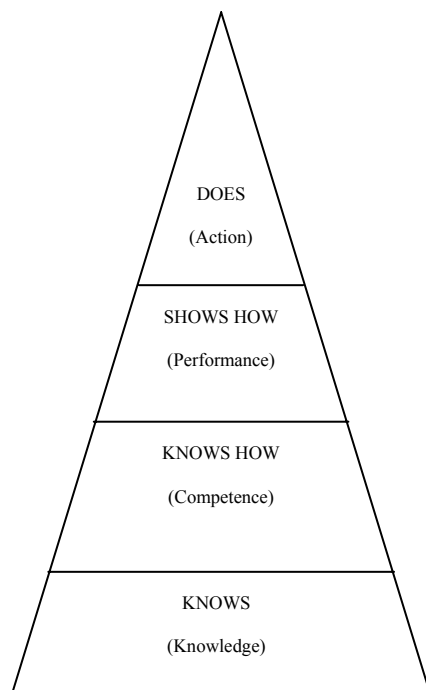 DOES
(Action)
SHOWS HOW
(Performance)
KNOWS HOW
(Competence)
KNOWS
(Knowledge)